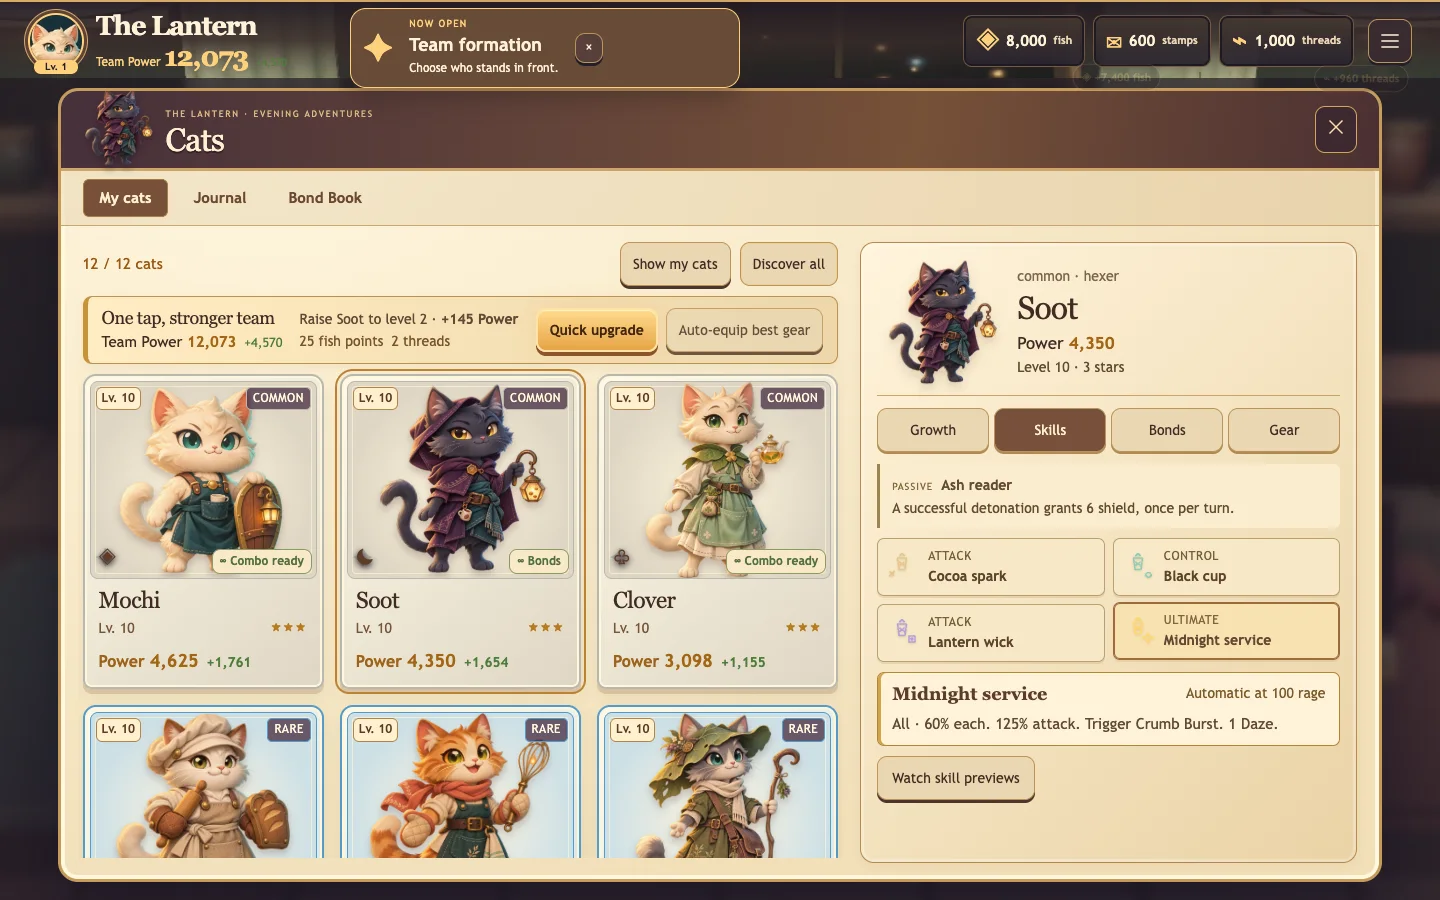 The Lantern
Lv. 1
Team Power 12,073
NOW OPEN
Team formation
Choose who stands in front.
×
8,000 fish
600 stamps
1,000 threads
+7,400 fish
+960 threads
THE LANTERN · EVENING ADVENTURES
Cats
My cats
Journal
Bond Book
12 / 12 cats
Show my cats
Discover all
One tap, stronger team
Team Power 12,073 +4,570
Raise Soot to level 2 · +145 Power
25 fish points 2 threads
Quick upgrade
Auto-equip best gear
Lv. 10
COMMON
∞ Combo ready
Mochi
Lv. 10
★★★
Power 4,625 +1,761
Lv. 10
COMMON
∞ Bonds
Soot
Lv. 10
★★★
Power 4,350 +1,654
Lv. 10
COMMON
∞ Combo ready
Clover
Lv. 10
★★★
Power 3,098 +1,155
Lv. 10
RARE
Lv. 10
RARE
Lv. 10
RARE
common · hexer
Soot
Power 4,350
Level 10 · 3 stars
Growth
Skills
Bonds
Gear
PASSIVE Ash reader
A successful detonation grants 6 shield, once per turn.
ATTACK
Cocoa spark
CONTROL
Black cup
ATTACK
Lantern wick
ULTIMATE
Midnight service
Midnight service
Automatic at 100 rage
All · 60% each. 125% attack. Trigger Crumb Burst. 1 Daze.
Watch skill previews